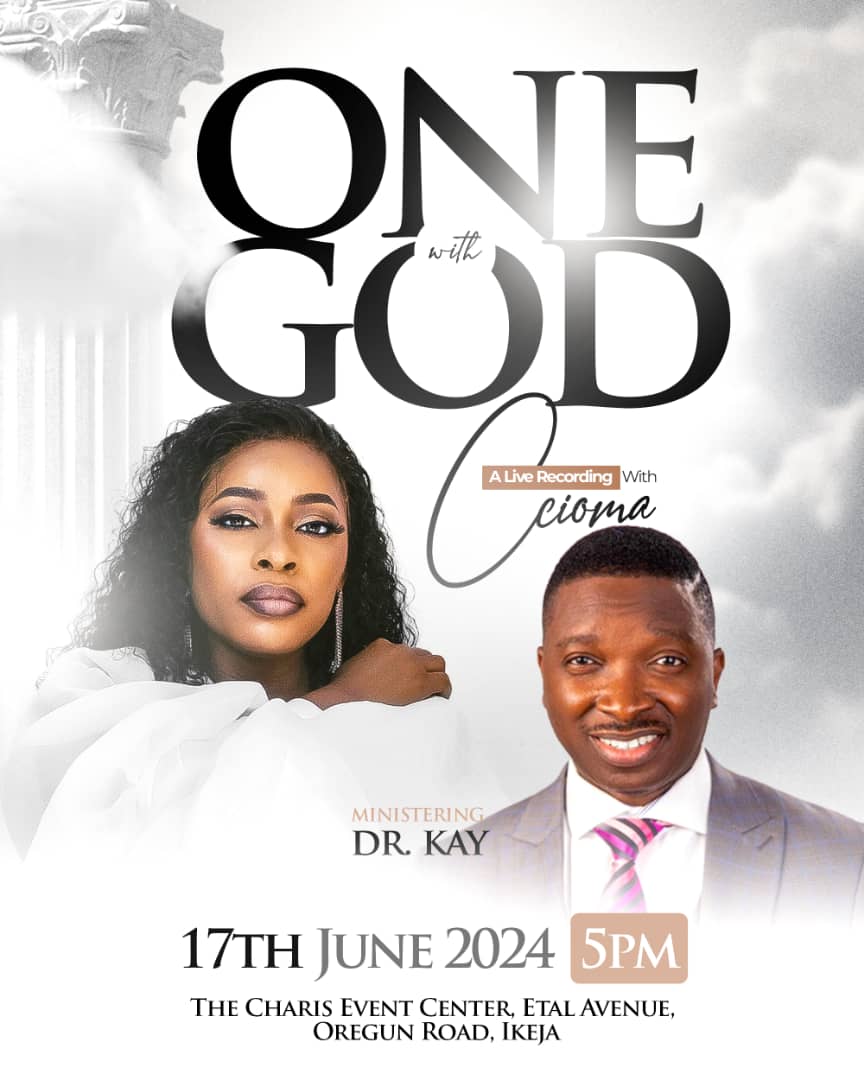 ONE
with
GOD
A Live Recording With
Ccioma
MINISTERING
DR. KAY
17TH JUNE 2024 5PM
THE CHARIS EVENT CENTER, ETAL AVENUE,
OREGUN ROAD, IKEJA